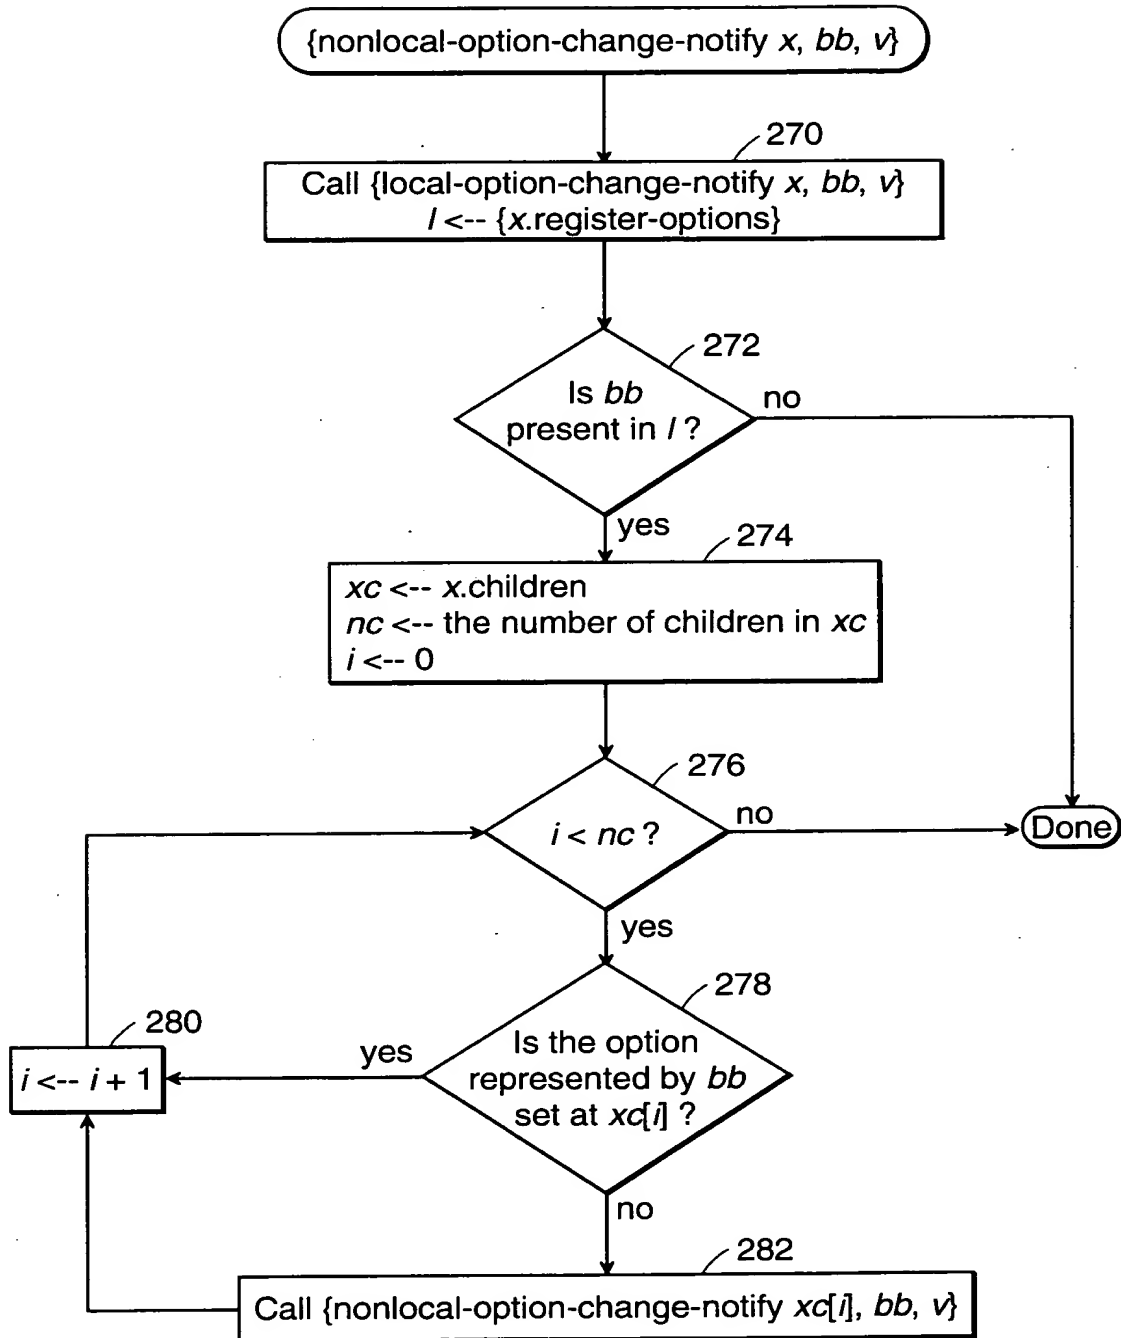 {nonlocal-option-change-notify x, bb, v}
270
Call {local-option-change-notify x, bb, v}
l <-- {x.register-options}
272
Is bb
present in l ?
no
yes
274
xc <-- x.children
nc <-- the number of children in xc
i <-- 0
276
i < nc ?
no
Done
yes
278
280
Is the option
represented by bb
set at xc[i] ?
yes
i <-- i + 1
no
282
Call {nonlocal-option-change-notify xc[i], bb, v}